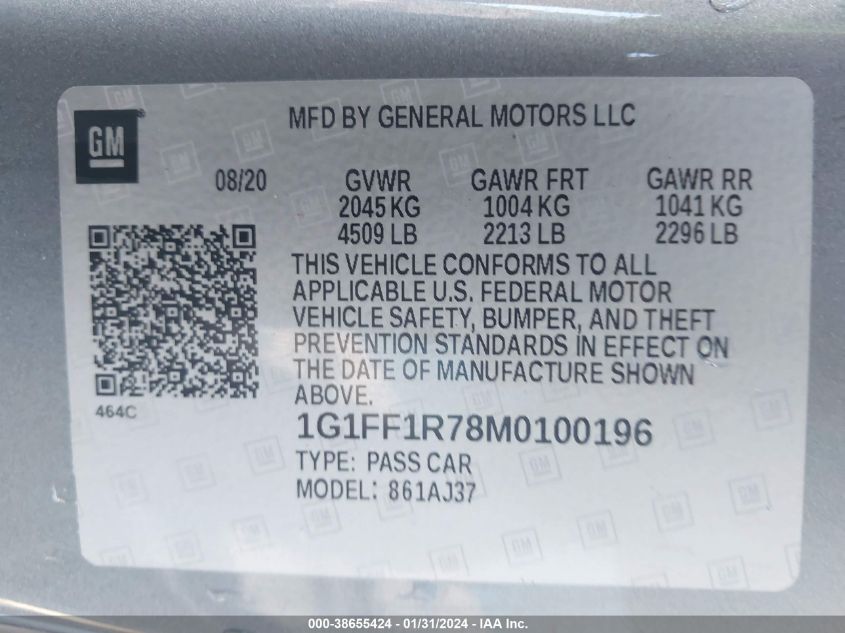 MFD BY GENERAL MOTORS LLC
GM
08/20 GVWR GAWR FRT GAWR RR
2045 KG 1004 KG 1041 KG
4509 LB 2213 LB 2296 LB
THIS VEHICLE CONFORMS TO ALL
APPLICABLE U.S. FEDERAL MOTOR
VEHICLE SAFETY, BUMPER, AND THEFT
PREVENTION STANDARDS IN EFFECT ON
THE DATE OF MANUFACTURE SHOWN
ABOVE.
464C
1G1FF1R78M0100196
TYPE: PASS CAR
MODEL: 861AJ37
000-38655424 / 01/31/2024 - IAA Inc.